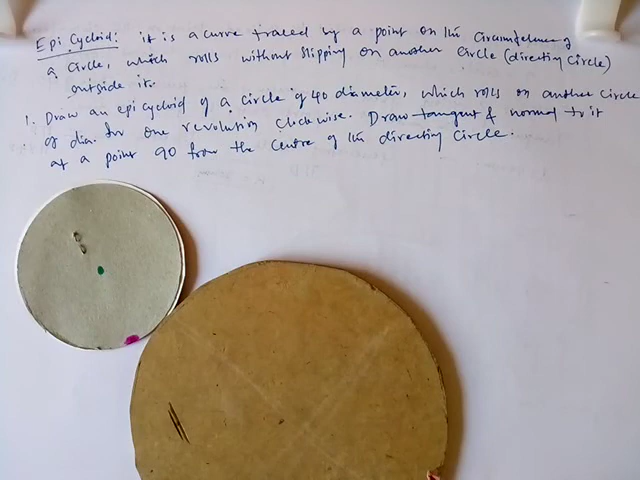 Epi Cycloid: it is a curve traced by a point on the circumference of
a circle, which rolls without slipping on another circle (directing circle)
outside it.
1. Draw an epicycloid of a circle of 40 diameter, which rolls on another circle
of dia. for one revolution clockwise. Draw tangent & normal to it
at a point 90 from the centre of the directing circle.